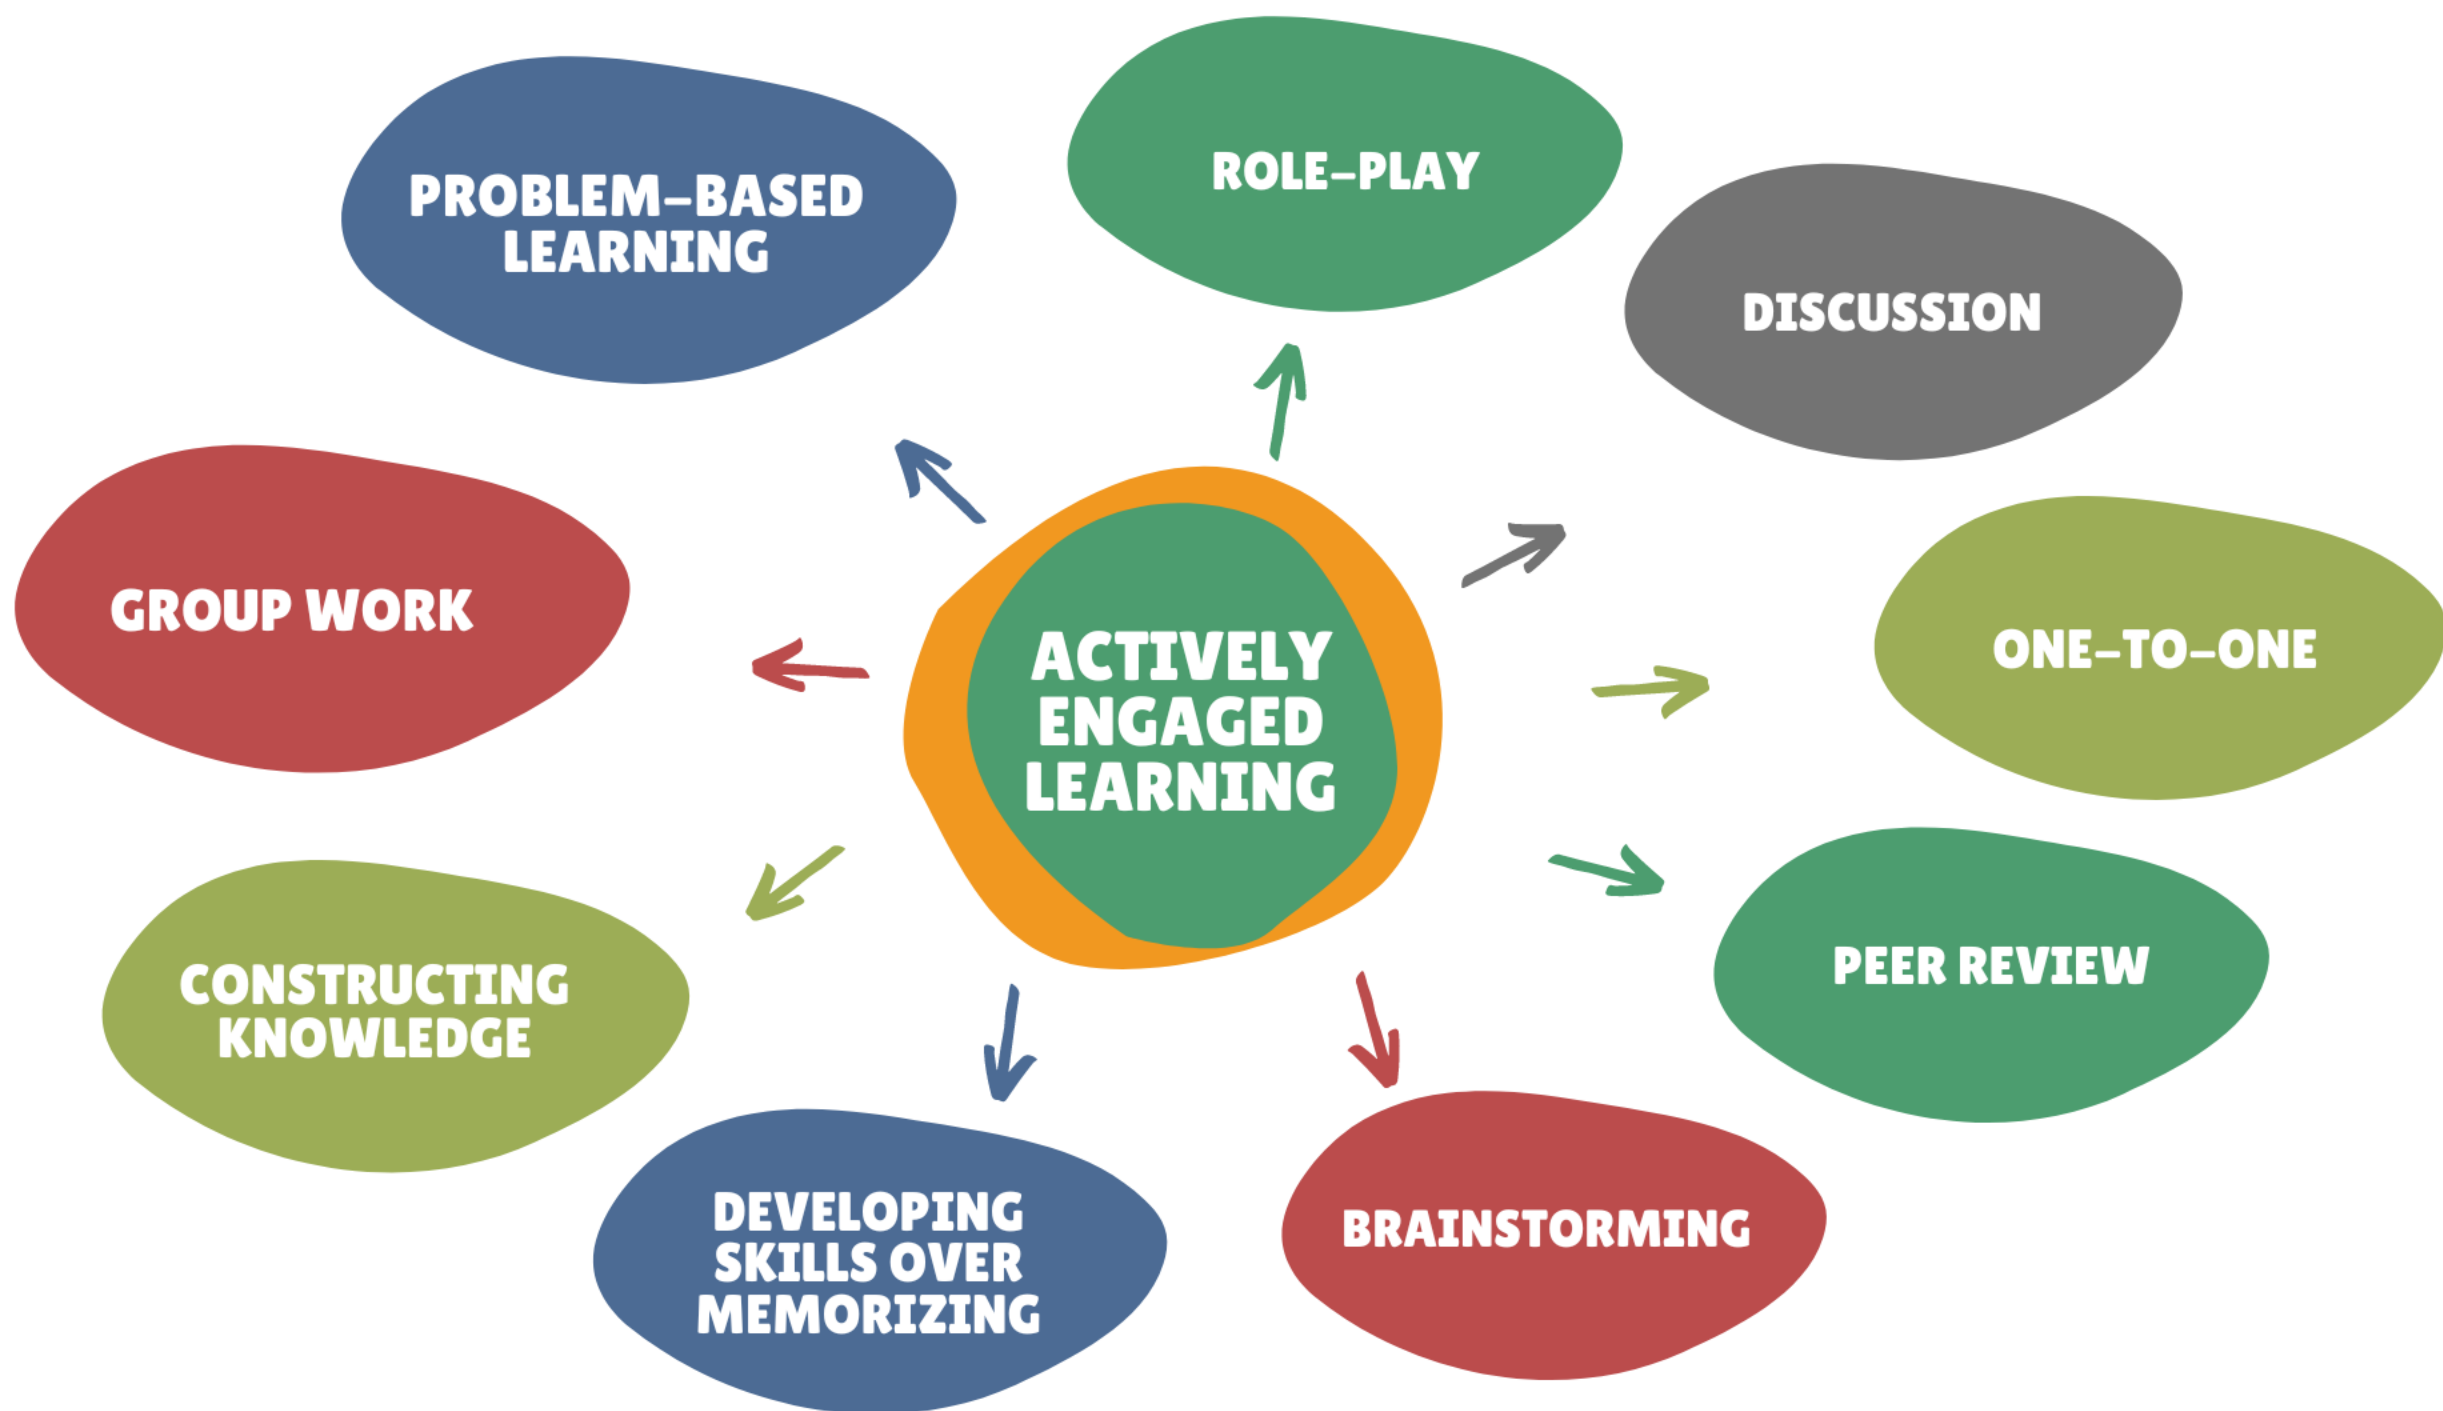 PROBLEM–BASED
LEARNING
ROLE–PLAY
DISCUSSION
GROUP WORK
ACTIVELY
ENGAGED
LEARNING
ONE–TO–ONE
CONSTRUCTING
KNOWLEDGE
PEER REVIEW
DEVELOPING
SKILLS OVER
MEMORIZING
BRAINSTORMING